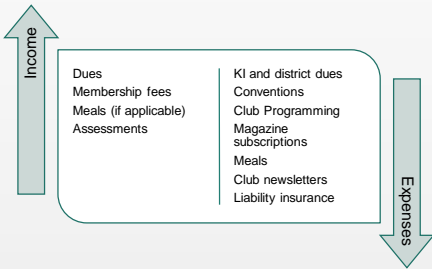 Income
Dues
Membership fees
Meals (if applicable)
Assessments
KI and district dues
Conventions
Club Programming
Magazine
subscriptions
Meals
Club newsletters
Liability insurance
Expenses